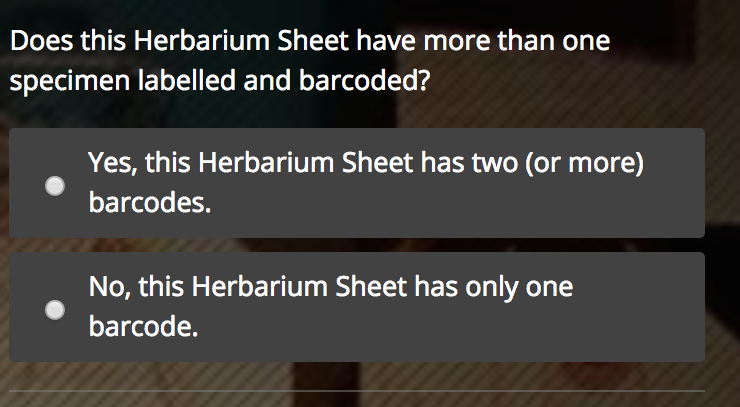 Does this Herbarium Sheet have more than one
specimen labelled and barcoded?
Yes, this Herbarium Sheet has two (or more)
barcodes.
No, this Herbarium Sheet has only one
barcode.